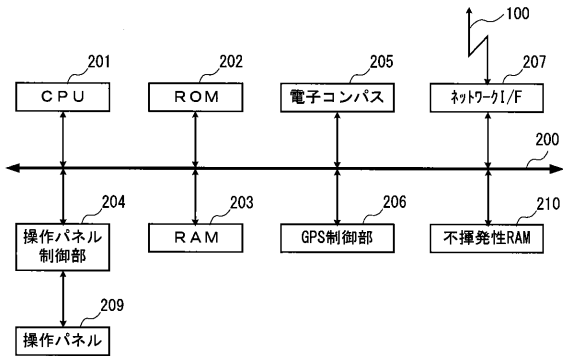 100
201
202
205
207
CPU
ROM
電子コンパス
ネットワークI/F
200
204
203
206
210
操作パネル
制御部
RAM
GPS制御部
不揮発性RAM
209
操作パネル